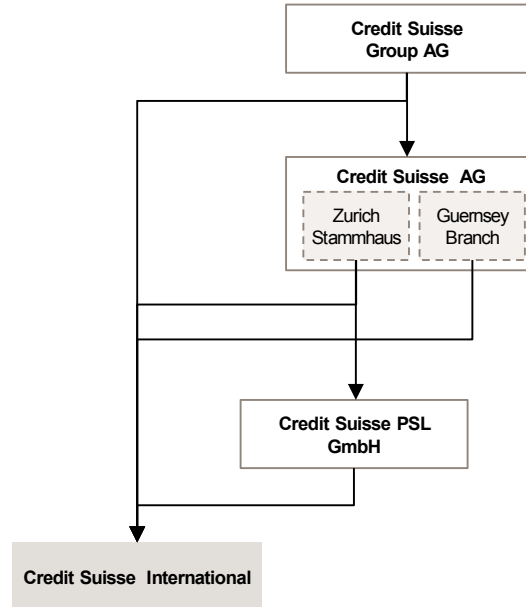 Credit Suisse
Group AG
Credit Suisse AG
Zurich
Stammhaus
Guernsey
Branch
Credit Suisse PSL
GmbH
Credit Suisse International